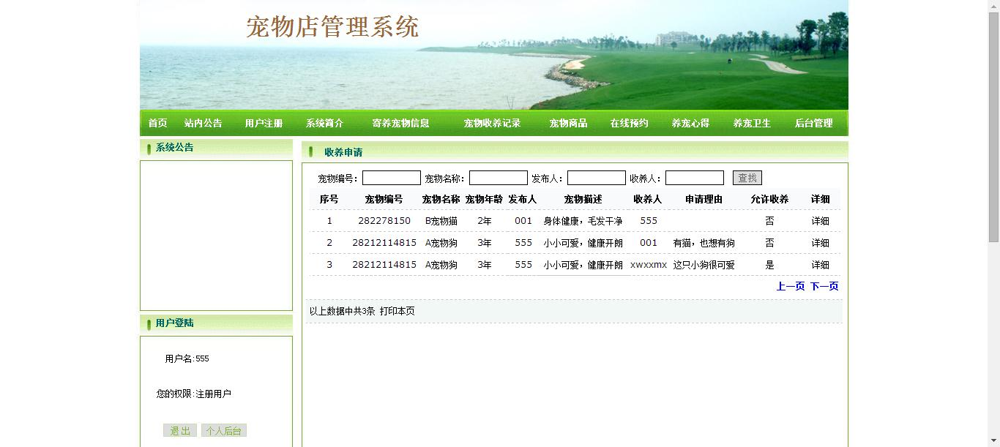 宠物店管理系统
首页 站内公告 用户注册 系统简介 寄养宠物信息 宠物收养记录 宠物商品 在线预约 养宠心得 养宠卫生 后台管理
系统公告
用户登陆
用户名:555
您的权限:注册用户
退出 个人后台
收养申请
宠物编号: 宠物名称: 发布人: 收养人: 查找
序号 宠物编号 宠物名称 宠物年龄 发布人 宠物描述 收养人 申请理由 允许收养 详细
1 282278150 B宠物猫 2年 001 身体健康，毛发干净 555 否 详细
2 28212114815 A宠物狗 3年 555 小小可爱，健康开朗 001 有猫，也想有狗 否 详细
3 28212114815 A宠物狗 3年 555 小小可爱，健康开朗 xwxxmx 这只小狗很可爱 是 详细
上一页 下一页
以上数据中共3条 打印本页